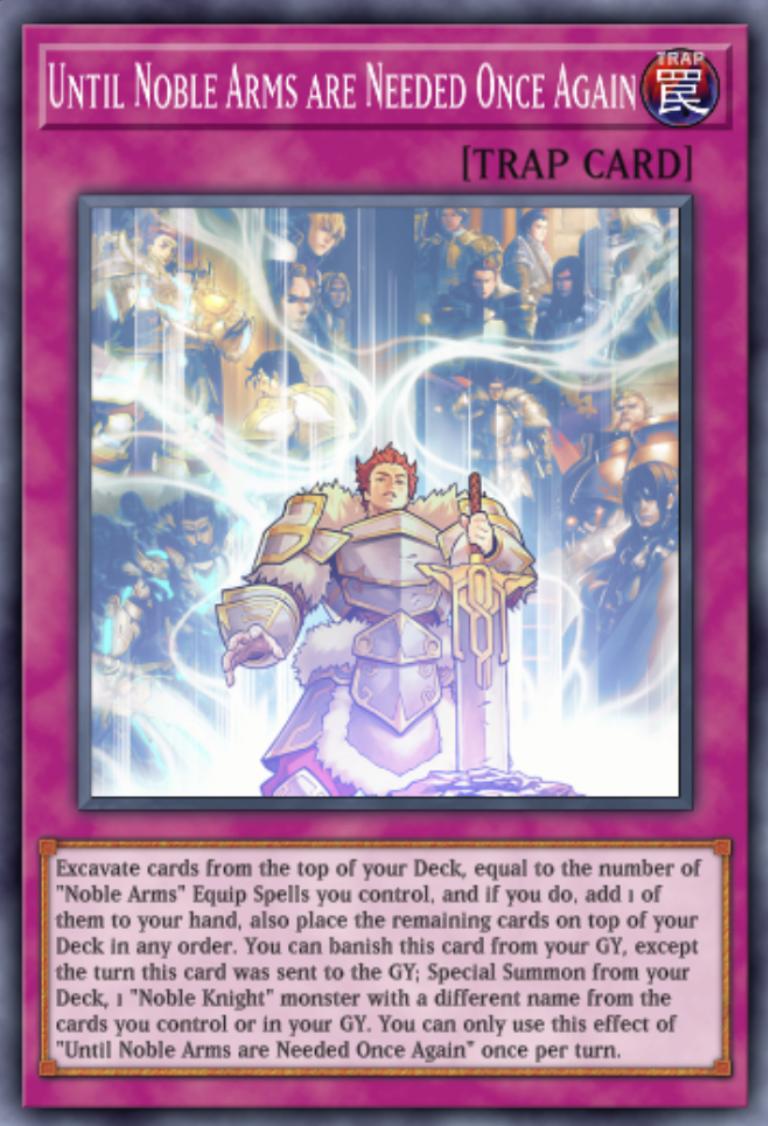 UNTIL NOBLE ARMS ARE NEEDED ONCE AGAIN
TRAP
罠
[TRAP CARD]
Excavate cards from the top of your Deck, equal to the number of
"Noble Arms" Equip Spells you control, and if you do, add 1 of
them to your hand, also place the remaining cards on top of your
Deck in any order. You can banish this card from your GY, except
the turn this card was sent to the GY; Special Summon from your
Deck, 1 "Noble Knight" monster with a different name from the
cards you control or in your GY. You can only use this effect of
"Until Noble Arms are Needed Once Again" once per turn.